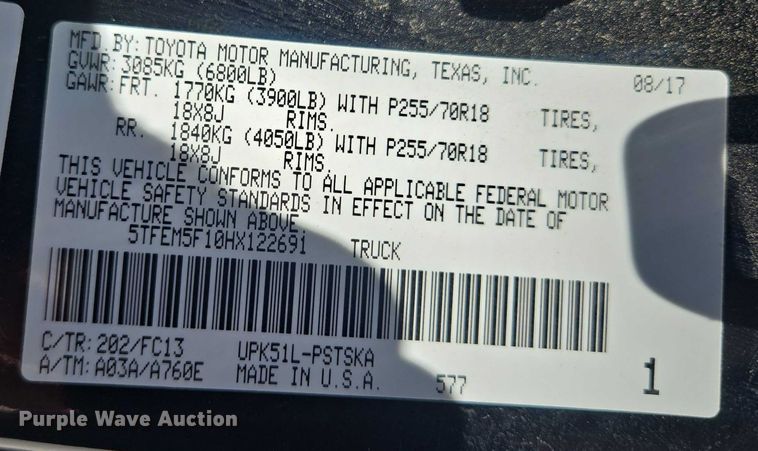 MFD. BY: TOYOTA MOTOR MANUFACTURING, TEXAS, INC. 08/17
GVWR: 3085KG (6800LB)
GAWR: FRT. 1770KG (3900LB) WITH P255/70R18 TIRES,
18X8J RIMS.
RR. 1840KG (4050LB) WITH P255/70R18 TIRES,
18X8J RIMS.
THIS VEHICLE CONFORMS TO ALL APPLICABLE FEDERAL MOTOR
VEHICLE SAFETY STANDARDS IN EFFECT ON THE DATE OF
MANUFACTURE SHOWN ABOVE.
5TFEM5F10HX122691 TRUCK
C/TR: 202/FC13 UPK51L-PSTSKA
A/TM: A03A/A760E MADE IN U.S.A. 577 1
Purple Wave Auction